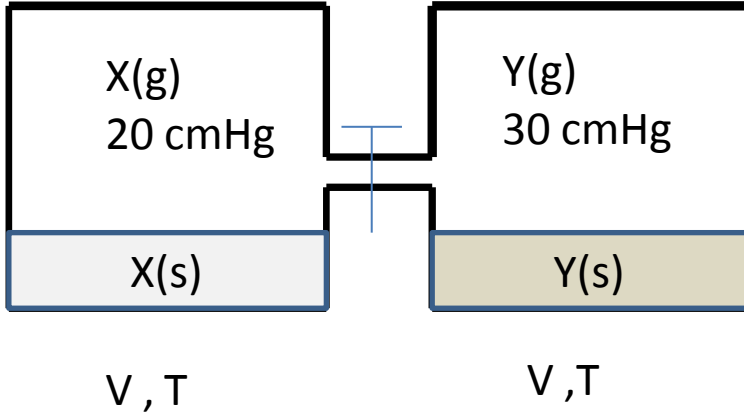 X(g)
20 cmHg
Y(g)
30 cmHg
X(s)
Y(s)
V , T
V ,T